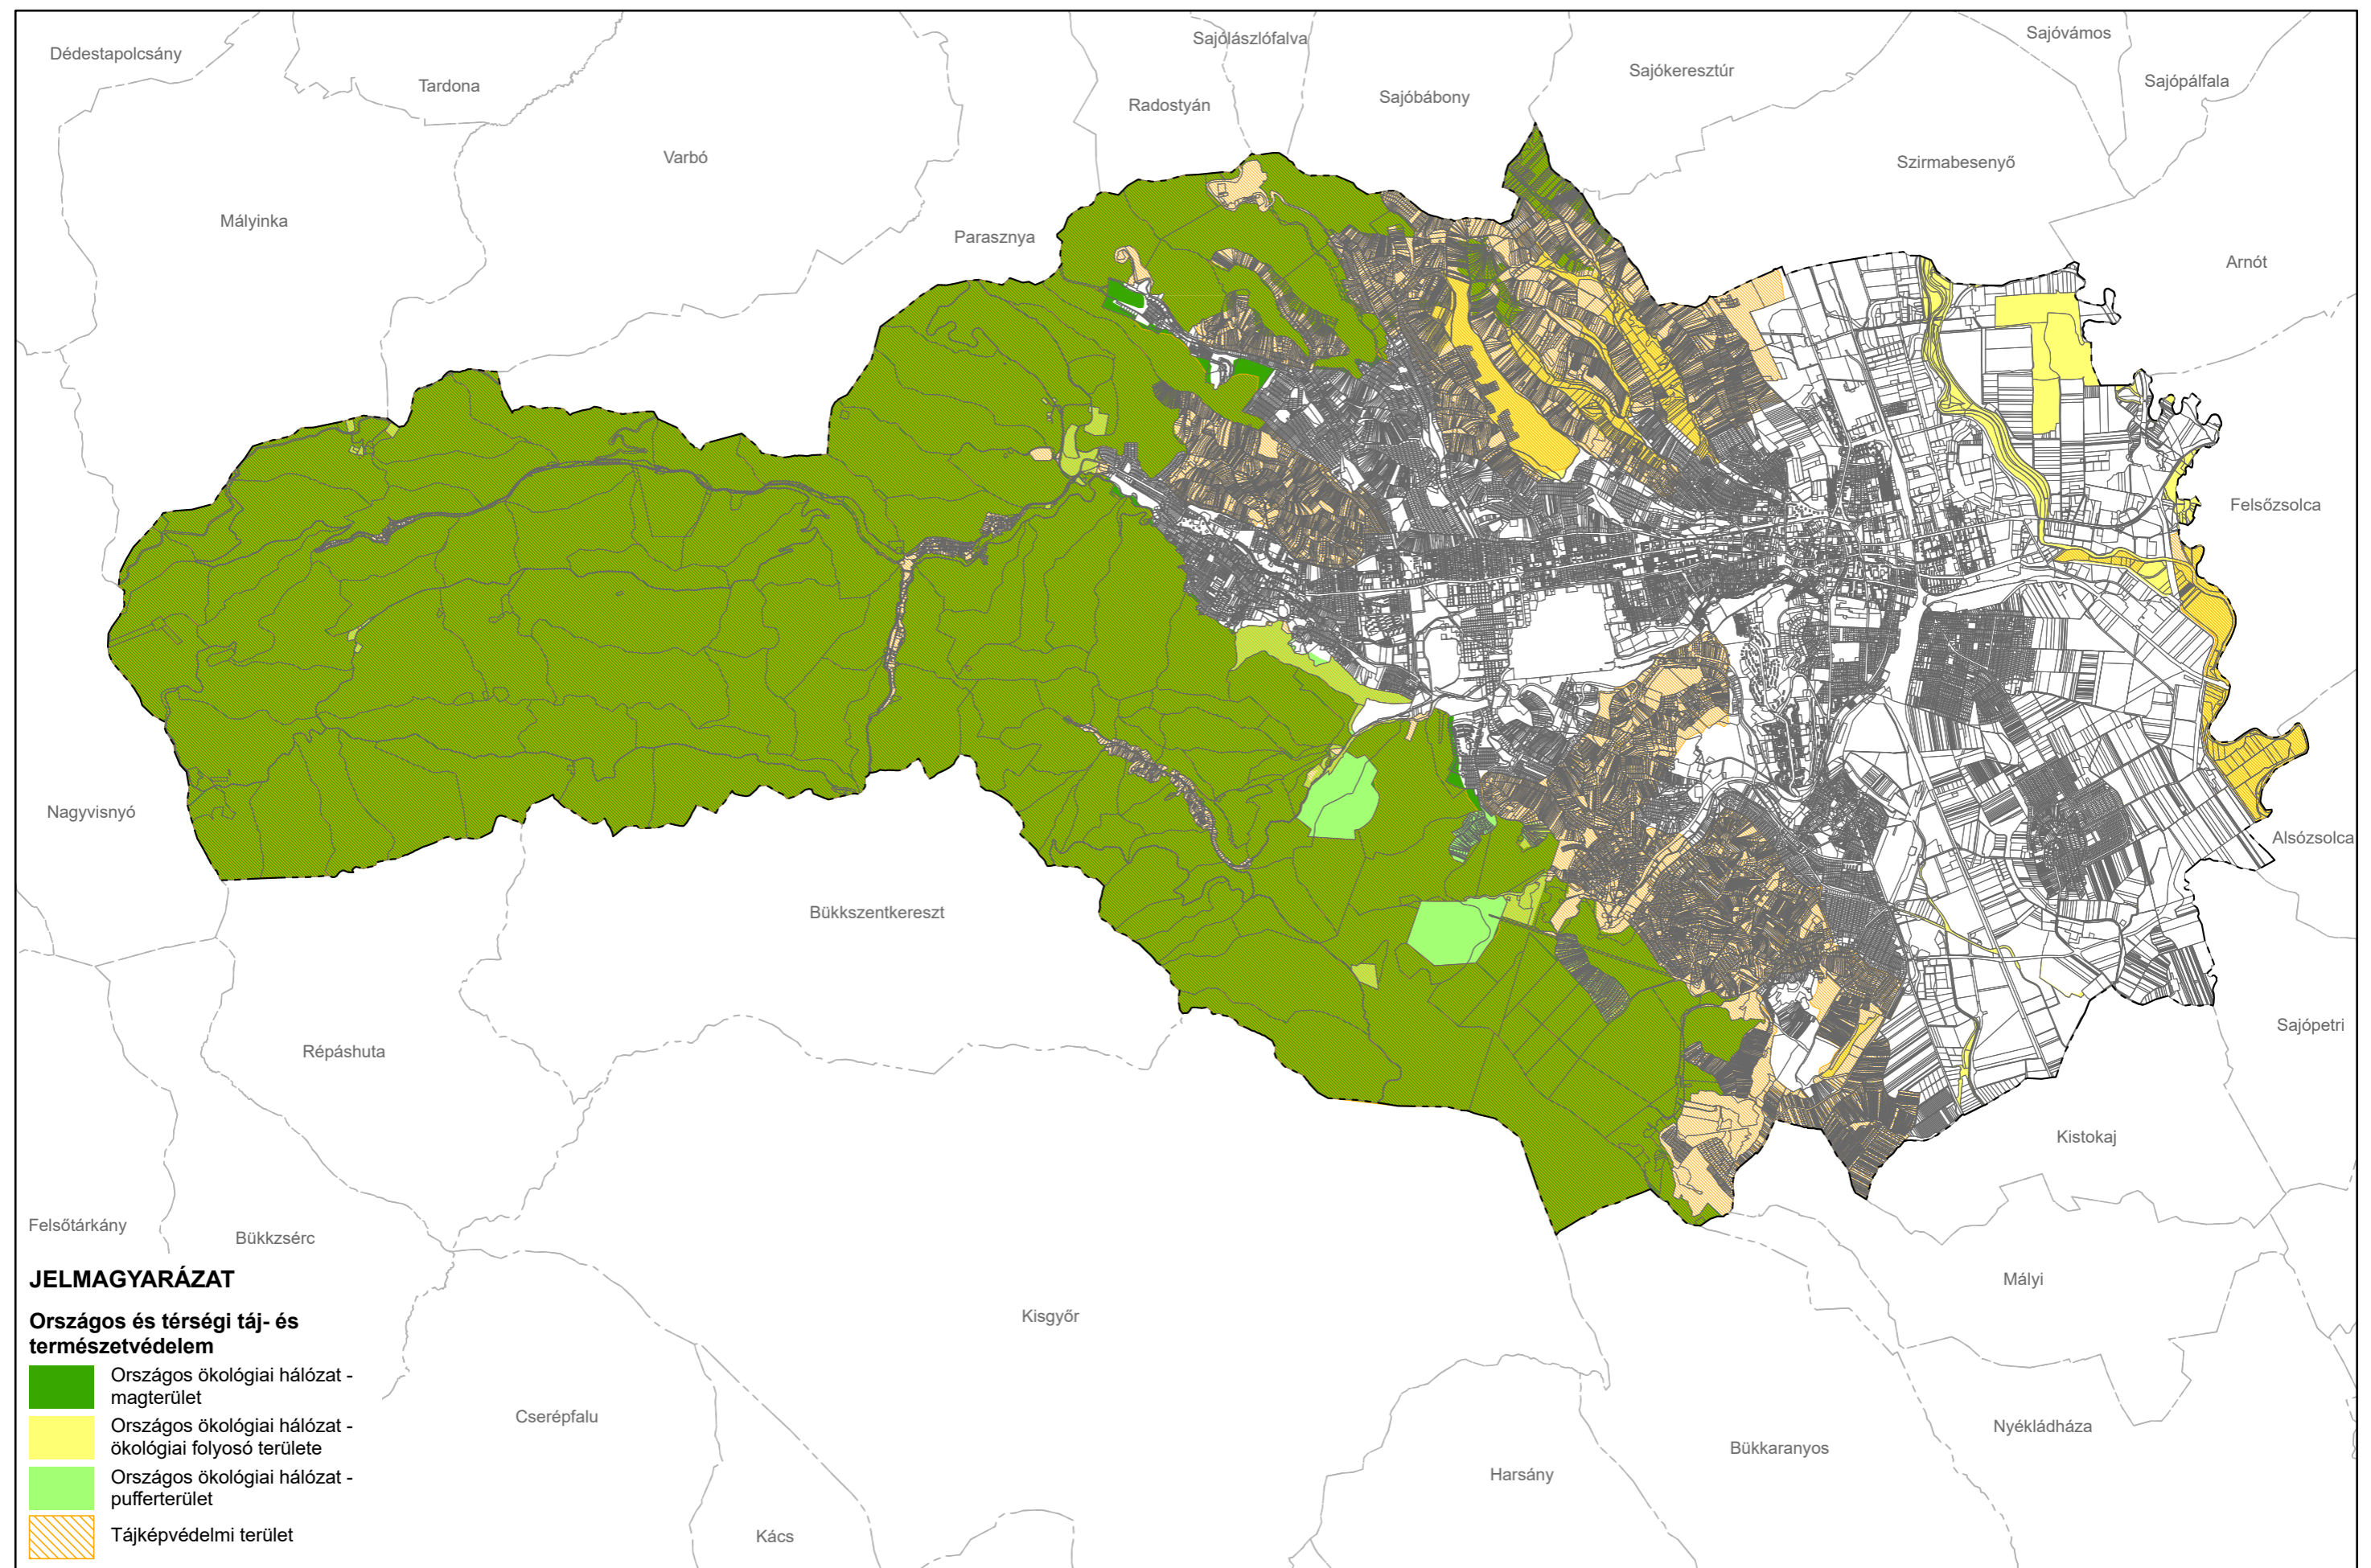 Dédestapolcsány
Tardona
Sajólászlófalva
Sajóvámos
Sajókeresztúr
Sajópálfala
Radostyán
Sajóbábony
Varbó
Szirmabesenyő
Mályinka
Parasznya
Arnót
Felsőzsolca
Nagyvisnyó
Alsózsolca
Bükkszentkereszt
Répáshuta
Sajópetri
Kistokaj
Felsőtárkány
Bükkzsérc
Mályi
Kisgyőr
Cserépfalu
Nyékládháza
Bükkaranyos
Harsány
Kács
JELMAGYARÁZAT
Országos és térségi táj- és
természetvédelem
Országos ökológiai hálózat -
magterület
Országos ökológiai hálózat -
ökológiai folyosó területe
Országos ökológiai hálózat -
pufferterület
Tájképvédelmi terület